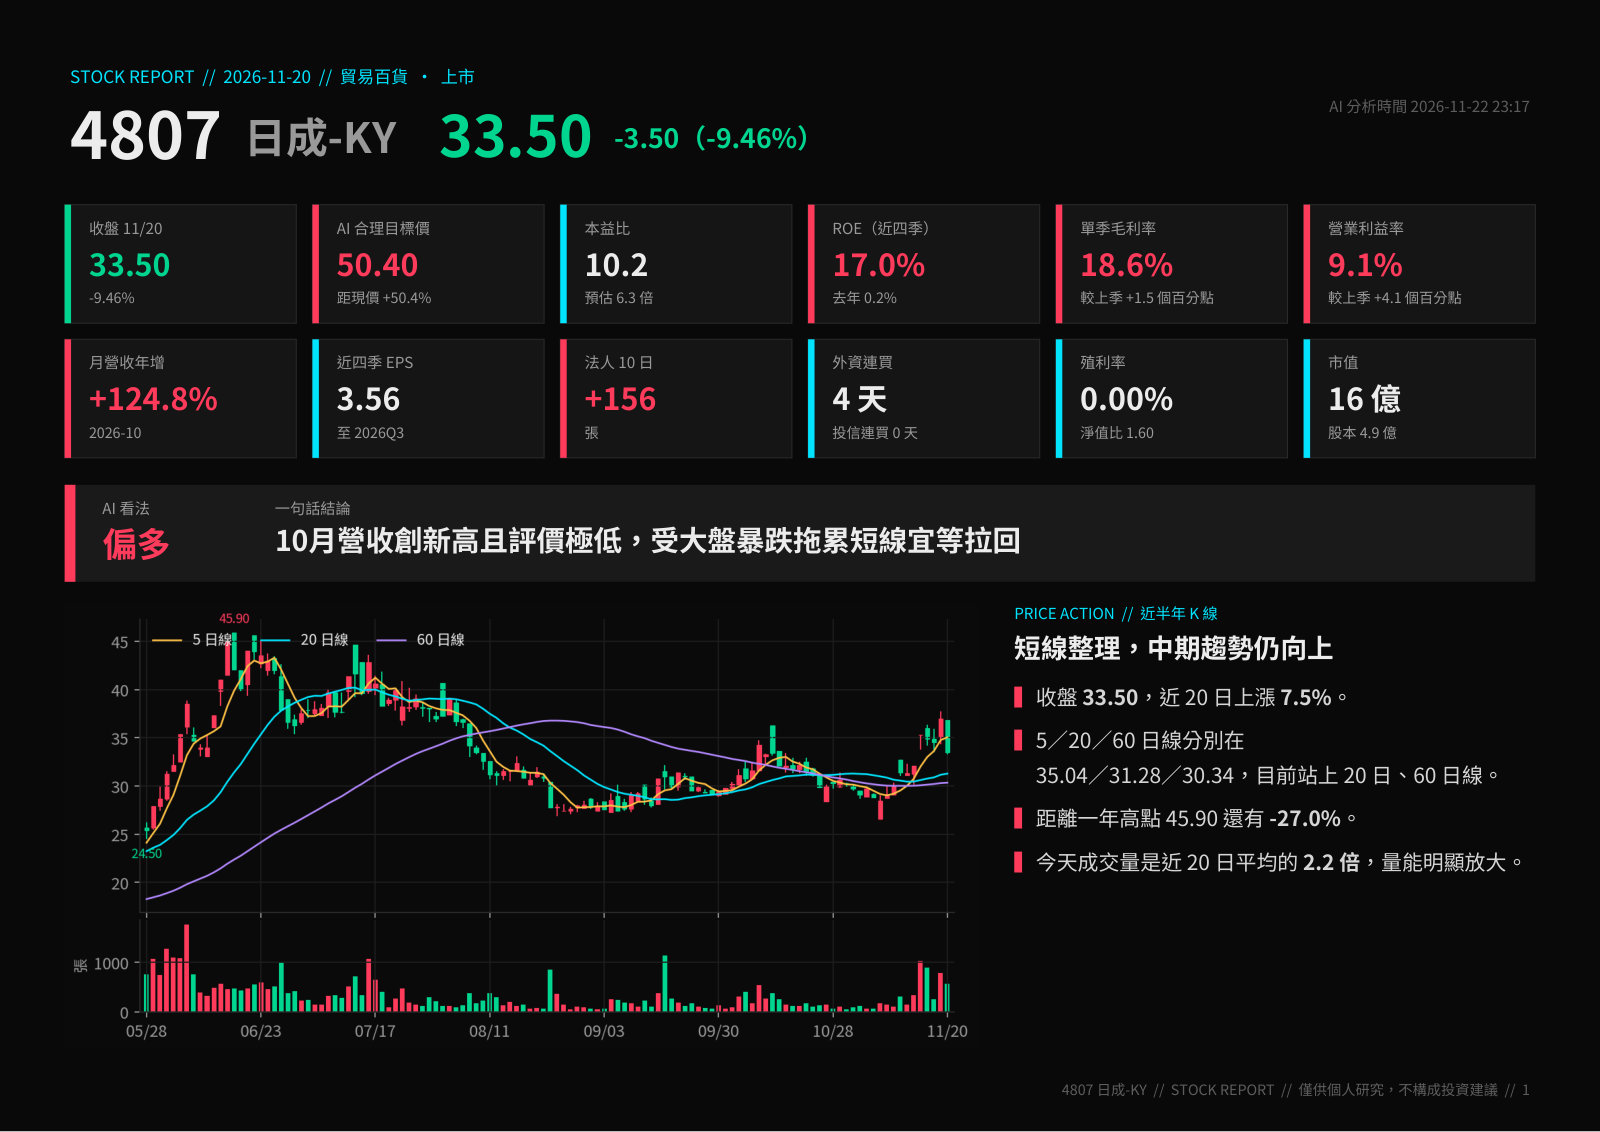 STOCK REPORT // 2026-11-20 // 貿易百貨 · 上市
AI 分析時間 2026-11-22 23:17
4807 日成-KY 33.50 -3.50（-9.46%）
收盤 11/20
33.50
-9.46%
AI 合理目標價
50.40
距現價 +50.4%
本益比
10.2
預估 6.3 倍
ROE（近四季）
17.0%
去年 0.2%
單季毛利率
18.6%
較上季 +1.5 個百分點
營業利益率
9.1%
較上季 +4.1 個百分點
月營收年增
+124.8%
2026-10
近四季 EPS
3.56
至 2026Q3
法人 10 日
+156
張
外資連買
4 天
投信連買 0 天
殖利率
0.00%
淨值比 1.60
市值
16 億
股本 4.9 億
AI 看法
偏多
一句話結論
10月營收創新高且評價極低，受大盤暴跌拖累短線宜等拉回
45.90
5 日線 20 日線 60 日線
45
40
35
30
25
20
24.50
張
1000
0
05/28 06/23 07/17 08/11 09/03 09/30 10/28 11/20
PRICE ACTION // 近半年 K 線
短線整理，中期趨勢仍向上
收盤 33.50，近 20 日上漲 7.5%。
5／20／60 日線分別在
35.04／31.28／30.34，目前站上 20 日、60 日線。
距離一年高點 45.90 還有 -27.0%。
今天成交量是近 20 日平均的 2.2 倍，量能明顯放大。
4807 日成-KY // STOCK REPORT // 僅供個人研究，不構成投資建議 // 1